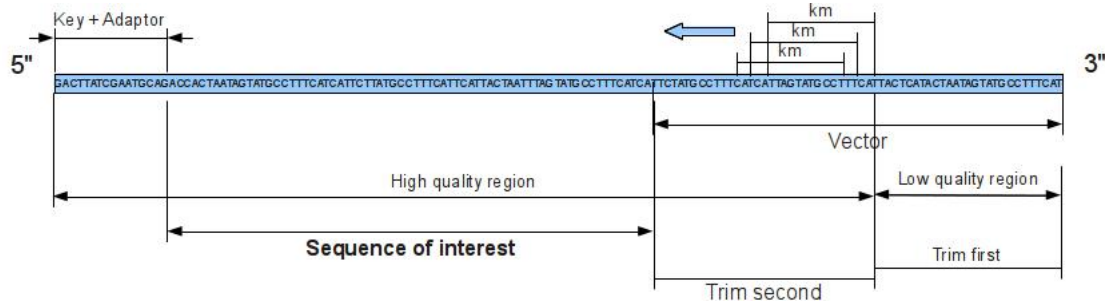 km
Key + Adaptor
km
km
5"
3"
GACTTATCGAATGCAGACCACTAATAGTATGCCTTTCATCATTCTTATGCCTTTCATTCATTACTAATTTAGTATGCCTTTCATCATTCTATGCCTTTCATCATTAGTATGCCTTTCATTACTCATACTAATAGTATGCCTTTCAT
Vector
High quality region
Low quality region
Sequence of interest
Trim first
Trim second